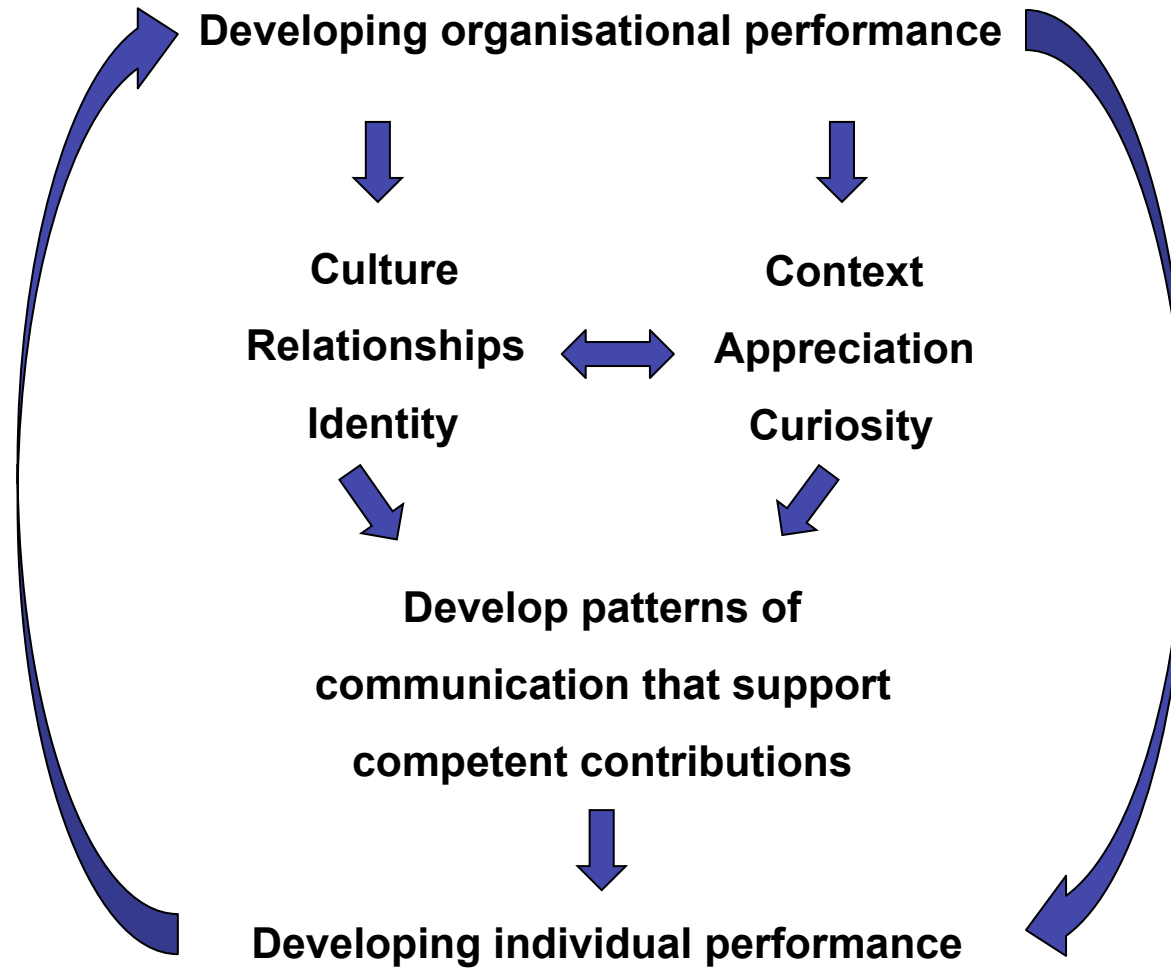 Developing organisational performance
Culture
Relationships
Identity
Context
Appreciation
Curiosity
Develop patterns of
communication that support
competent contributions
Developing individual performance